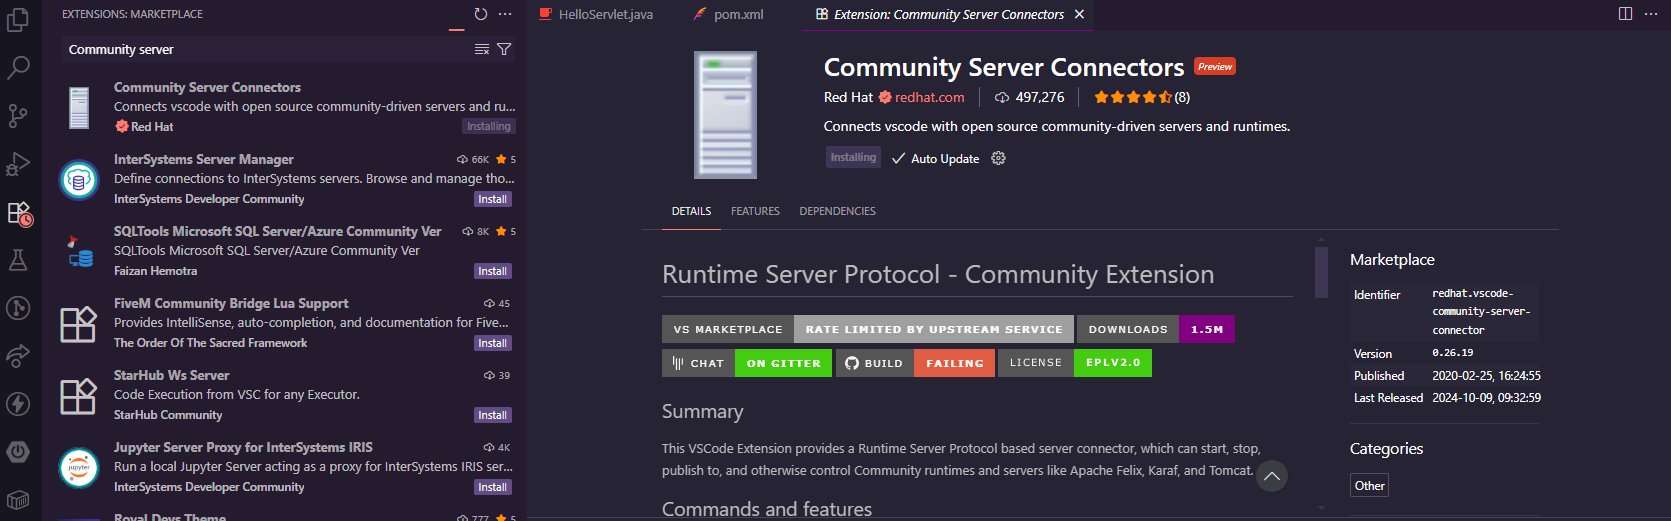 EXTENSIONS: MARKETPLACE
Community server
Community Server Connectors
Connects vscode with open source community-driven servers and ru...
Red Hat
Installing
InterSystems Server Manager
66K 5
Define connections to InterSystems servers. Browse and manage tho...
InterSystems Developer Community
Install
SQLTools Microsoft SQL Server/Azure Community Ver
8K 5
SQLTools Microsoft SQL Server/Azure Community Ver
Faizan Hemotra
Install
FiveM Community Bridge Lua Support
45
Provides IntelliSense, auto-completion, and documentation for Five...
The Order Of The Sacred Framework
Install
StarHub Ws Server
39
Code Execution from VSC for any Executor.
StarHub Community
Install
Jupyter Server Proxy for InterSystems IRIS
4K
Run a local Jupyter Server acting as a proxy for InterSystems IRIS ser...
InterSystems Developer Community
Install
jupyter
Royal Devs Theme
777 5
HelloServlet.java
pom.xml
Extension: Community Server Connectors
Community Server Connectors
Preview
Red Hat redhat.com 497,276 (8)
Connects vscode with open source community-driven servers and runtimes.
Installing Auto Update
DETAILS FEATURES DEPENDENCIES
Runtime Server Protocol - Community Extension
VS MARKETPLACE RATE LIMITED BY UPSTREAM SERVICE DOWNLOADS 1.5M
CHAT ON GITTER BUILD FAILING LICENSE EPLV2.0
Summary
This VSCode Extension provides a Runtime Server Protocol based server connector, which can start, stop,
publish to, and otherwise control Community runtimes and servers like Apache Felix, Karaf, and Tomcat.
Commands and features
Marketplace
Identifier redhat.vscode-
community-server-
connector
Version 0.26.19
Published 2020-02-25, 16:24:55
Last Released 2024-10-09, 09:32:59
Categories
Other